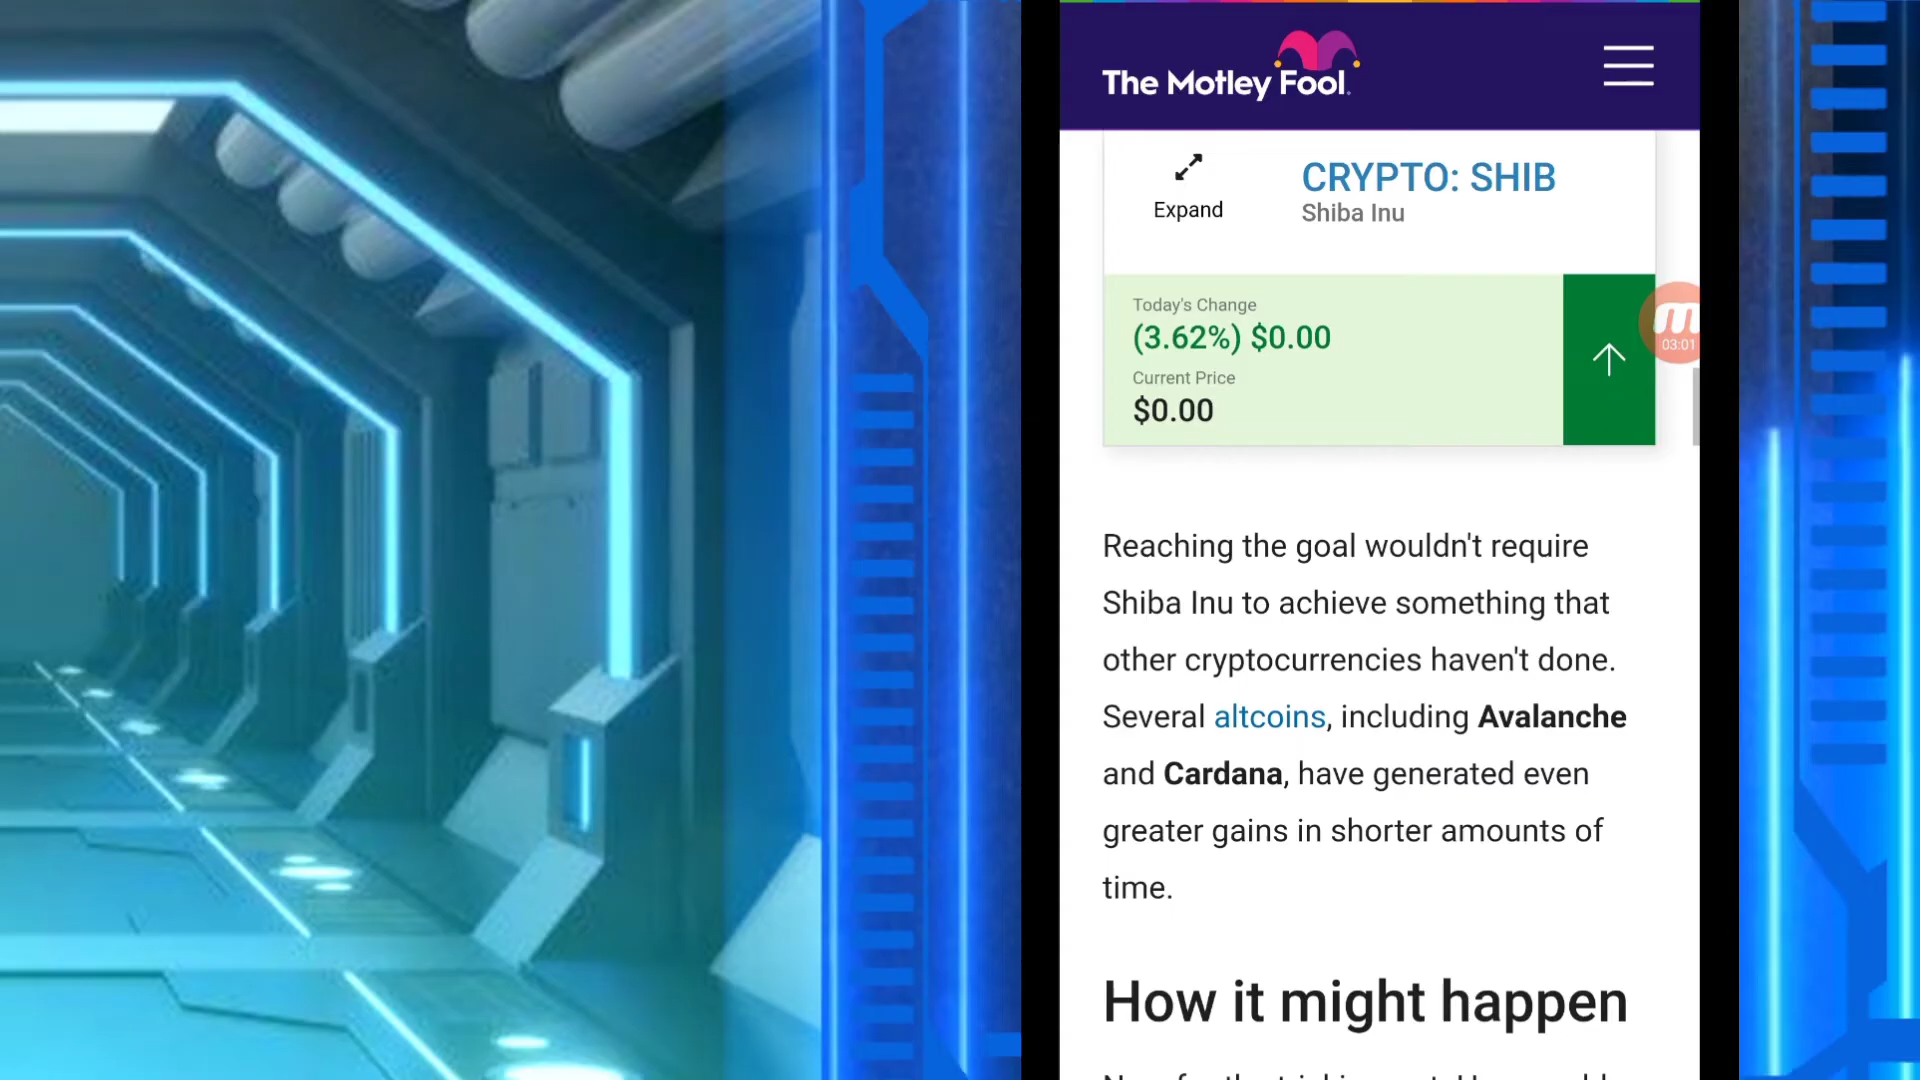 The Motley Fool.
Expand
CRYPTO: SHIB
Shiba Inu
Today's Change
(3.62%) $0.00
Current Price
$0.00
03:01
Reaching the goal wouldn't require
Shiba Inu to achieve something that
other cryptocurrencies haven't done.
Several altcoins, including Avalanche
and Cardana, have generated even
greater gains in shorter amounts of
time.
How it might happen